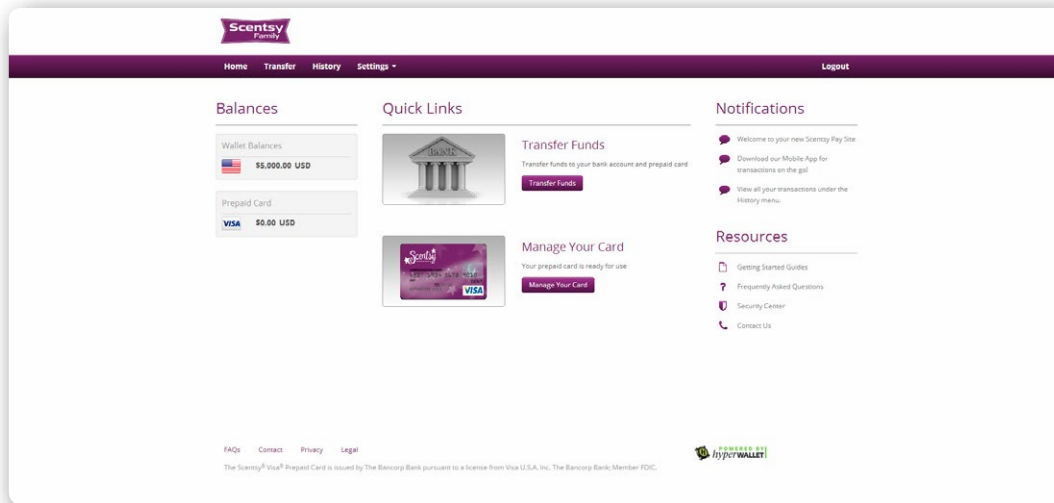 Scentsy
Family
Home Transfer History Settings
Logout
Balances
Wallet Balances
$5,000.00 USD
Prepaid Card
VISA $0.00 USD
Quick Links
BANK
Transfer Funds
Transfer funds to your bank account and prepaid card
Transfer Funds
Scentsy
VISA
Manage Your Card
Your prepaid card is ready for use
Manage Your Card
Notifications
Welcome to your new Scentsy Pay Site
Download our Mobile App for
transactions on the go!
View all your transactions under the
History menu.
Resources
Getting Started Guides
Frequently Asked Questions
Security Center
Contact Us
FAQs Contact Privacy Legal
The Scentsy® Visa® Prepaid Card is issued by The Bancorp Bank pursuant to a license from Visa U.S.A. Inc. The Bancorp Bank; Member FDIC.
POWERED BY
hyperWALLET